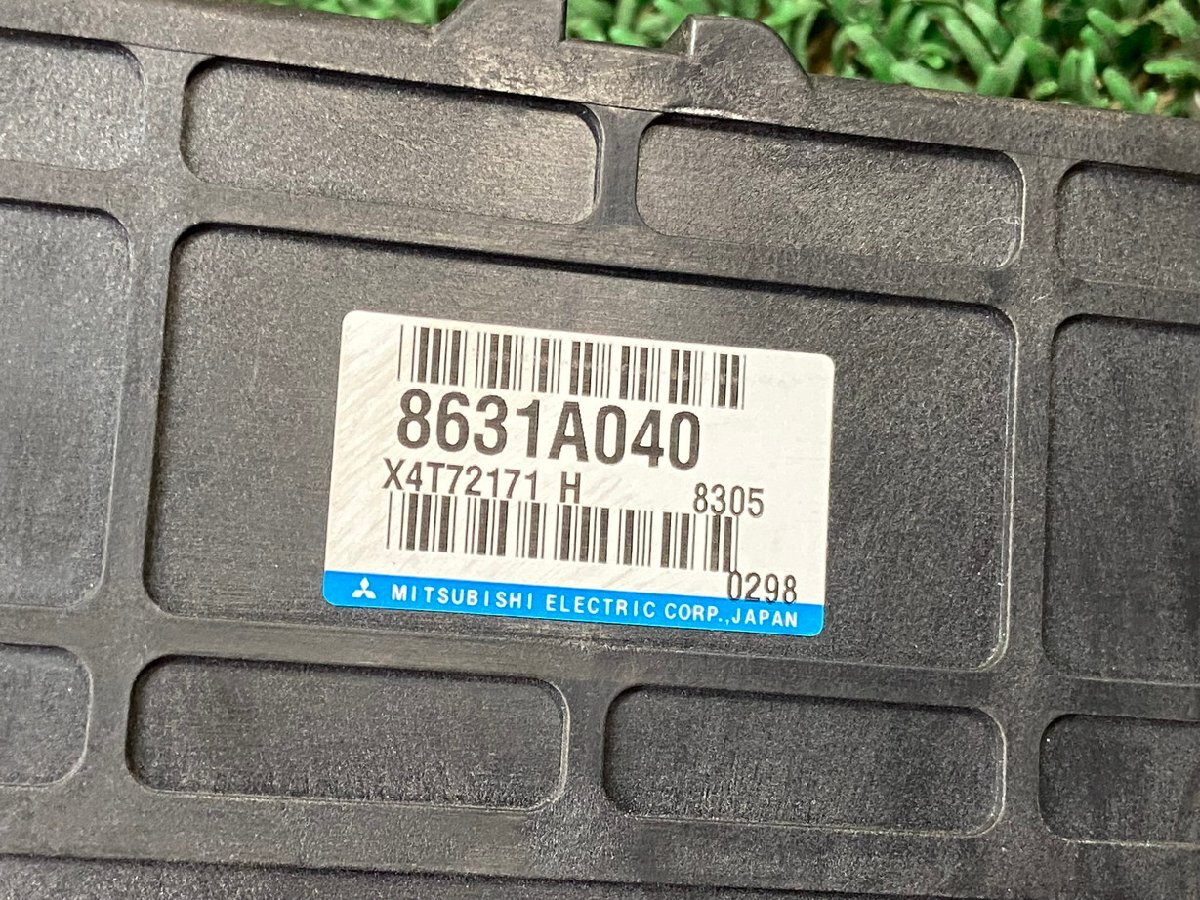 8631A040
X4T72171 H 8305
0298
MITSUBISHI ELECTRIC CORP.,JAPAN